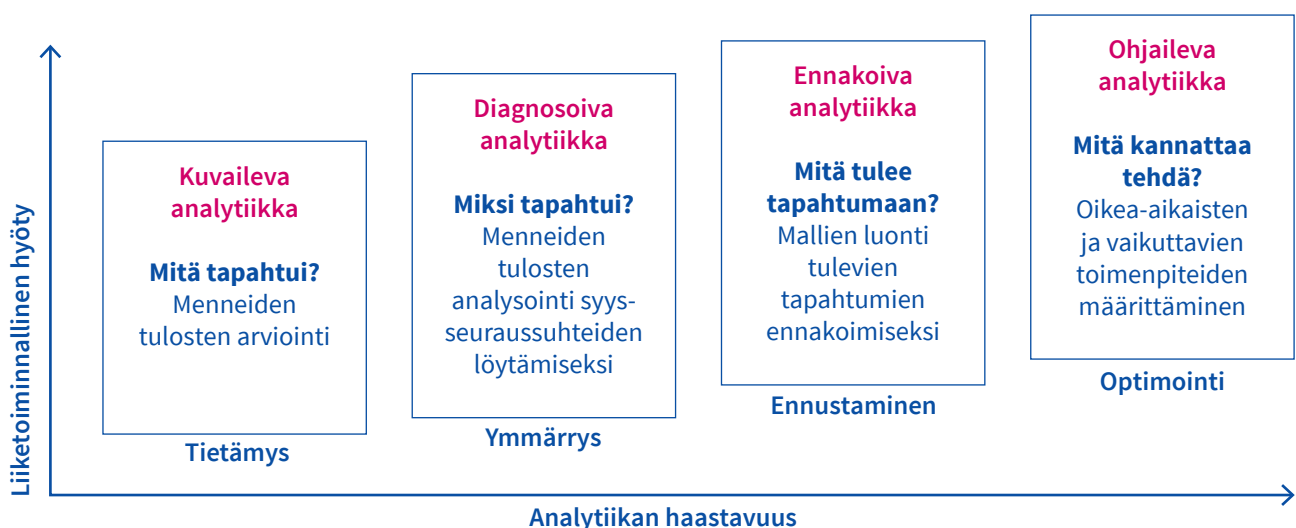 Liiketoiminnallinen hyöty
Kuvaileva
analytiikka
Mitä tapahtui?
Menneiden
tulosten arviointi
Tietämys
Diagnosoiva
analytiikka
Miksi tapahtui?
Menneiden
tulosten
analysointi syys-
seuraussuhteiden
löytämiseksi
Ymmärrys
Ennakoiva
analytiikka
Mitä tulee
tapahtumaan?
Mallien luonti
tulevien
tapahtumien
ennakoimiseksi
Ennustaminen
Ohjaileva
analytiikka
Mitä kannattaa
tehdä?
Oikea-aikaisten
ja vaikuttavien
toimenpiteiden
määrittäminen
Optimointi
Analytiikan haastavuus